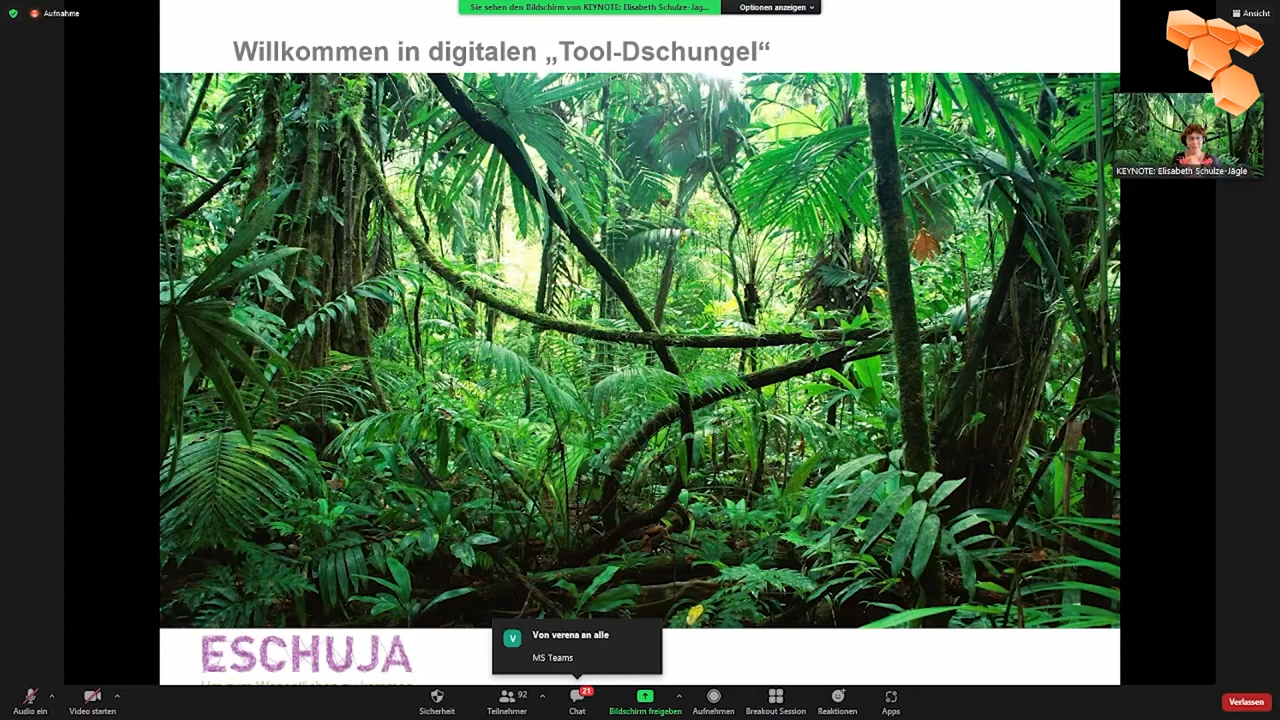 Aufnahme
Sie sehen den Bildschirm von KEYNOTE: Elisabeth Schulze-Jäg...
Optionen anzeigen
Ansicht
Willkommen in digitalen „Tool-Dschungel“
KEYNOTE: Elisabeth Schulze-Jägle
ESCHUJA
V
Von verena an alle
MS Teams
Audio ein
Video starten
Sicherheit
92
Teilnehmer
21
Chat
Bildschirm freigeben
Aufnehmen
Breakout Session
Reaktionen
Apps
Verlassen